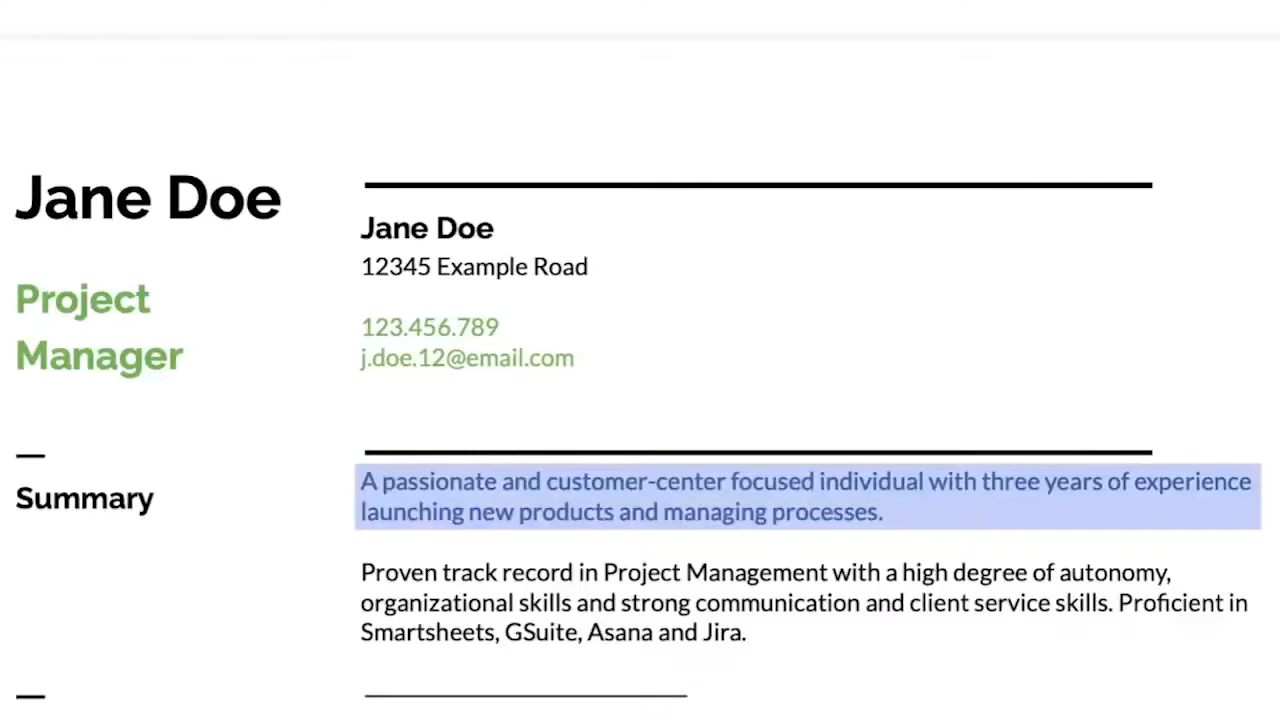 Jane Doe
Project
Manager
Jane Doe
12345 Example Road
123.456.789
j.doe.12@email.com
—
Summary
A passionate and customer-center focused individual with three years of experience
launching new products and managing processes.
Proven track record in Project Management with a high degree of autonomy,
organizational skills and strong communication and client service skills. Proficient in
Smartsheets, GSuite, Asana and Jira.
—